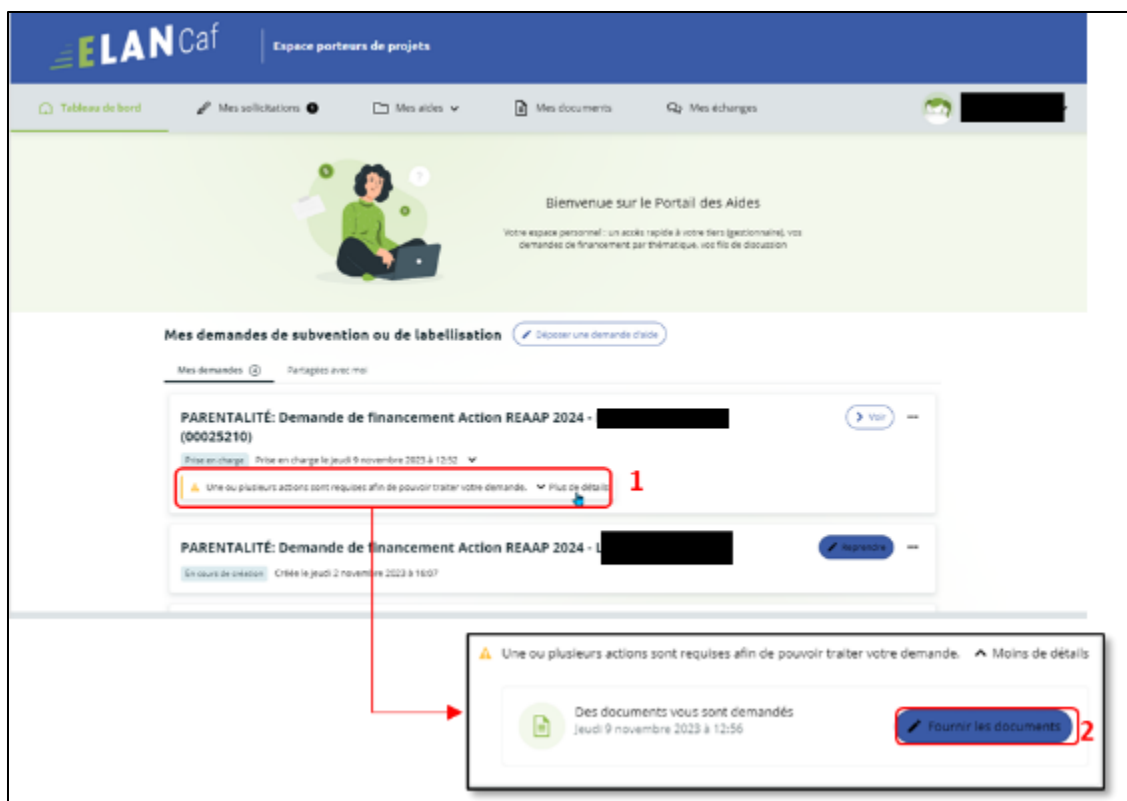 ELAN Caf
Espace porteurs de projets
Tableau de bord
Mes sollicitations
Mes aides
Mes documents
Mes échanges
?
Bienvenue sur le Portail des Aides
Votre espace personnel : un accès rapide à votre tiers (gestionnaire), vos
demandes de financement par thématique, vos fils de discussion
Mes demandes de subvention ou de labellisation
Déposer une demande d'aide
Mes demandes 4
Partagées avec moi
PARENTALITÉ: Demande de financement Action REAAP 2024 -
(00025210)
Voir
Prise en charge Prise en charge le jeudi 9 novembre 2023 à 12:52
Une ou plusieurs actions sont requises afin de pouvoir traiter votre demande. Plus de détails
1
PARENTALITÉ: Demande de financement Action REAAP 2024 - L
Reprendre
En cours de création Créée le jeudi 2 novembre 2023 à 16:07
Une ou plusieurs actions sont requises afin de pouvoir traiter votre demande. Moins de détails
Des documents vous sont demandés
Jeudi 9 novembre 2023 à 12:56
Fournir les documents
2